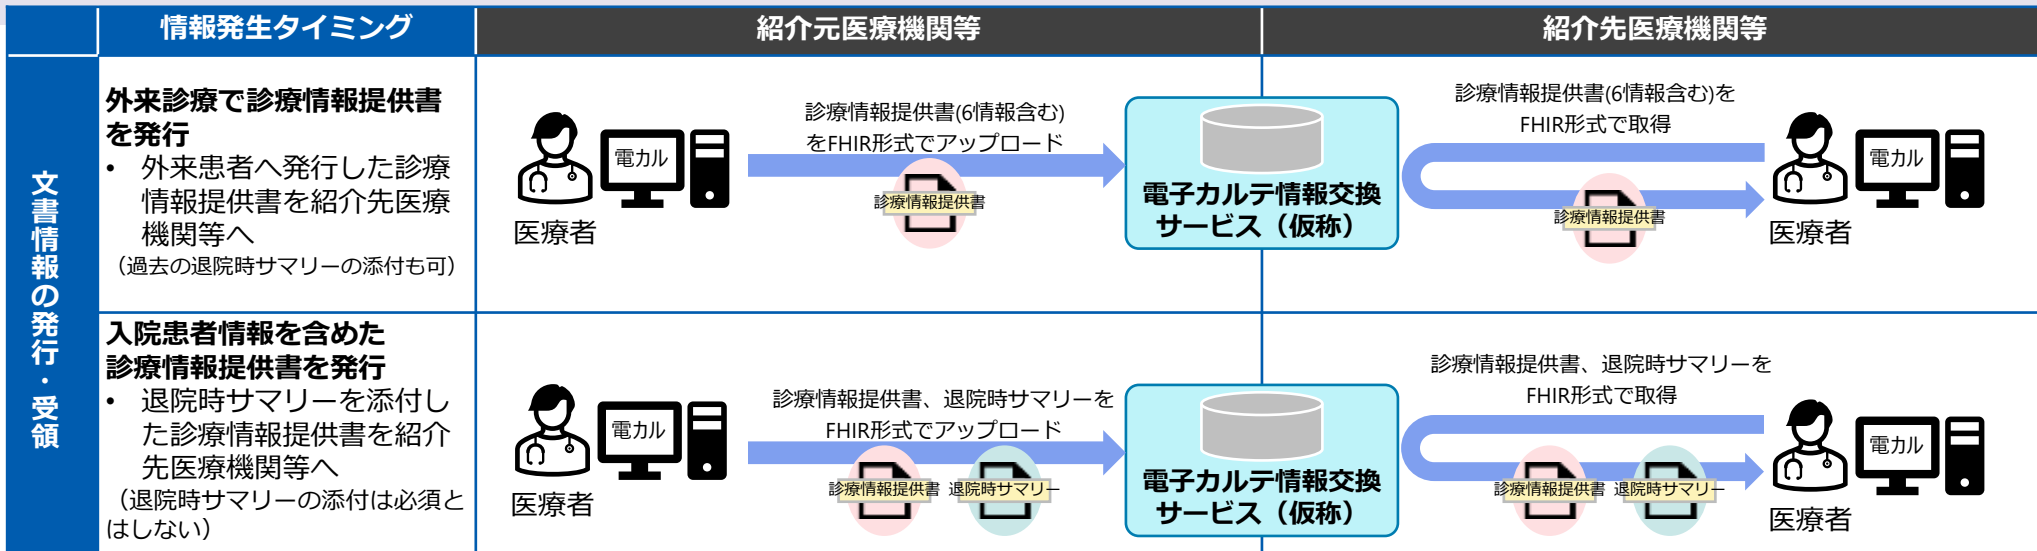 情報発生タイミング
紹介元医療機関等
紹介先医療機関等
文書情報の発行・受領
外来診療で診療情報提供書
を発行
• 外来患者へ発行した診療
情報提供書を紹介先医療
機関等へ
（過去の退院時サマリーの添付も可）
電カル
医療者
診療情報提供書(6情報含む)
をFHIR形式でアップロード
診療情報提供書
電子カルテ情報交換
サービス（仮称）
診療情報提供書(6情報含む)を
FHIR形式で取得
診療情報提供書
電カル
医療者
入院患者情報を含めた
診療情報提供書を発行
• 退院時サマリーを添付し
た診療情報提供書を紹介
先医療機関等へ
（退院時サマリーの添付は必須と
はしない）
電カル
医療者
診療情報提供書、退院時サマリーを
FHIR形式でアップロード
診療情報提供書 退院時サマリー
電子カルテ情報交換
サービス（仮称）
診療情報提供書、退院時サマリーを
FHIR形式で取得
診療情報提供書 退院時サマリー
電カル
医療者